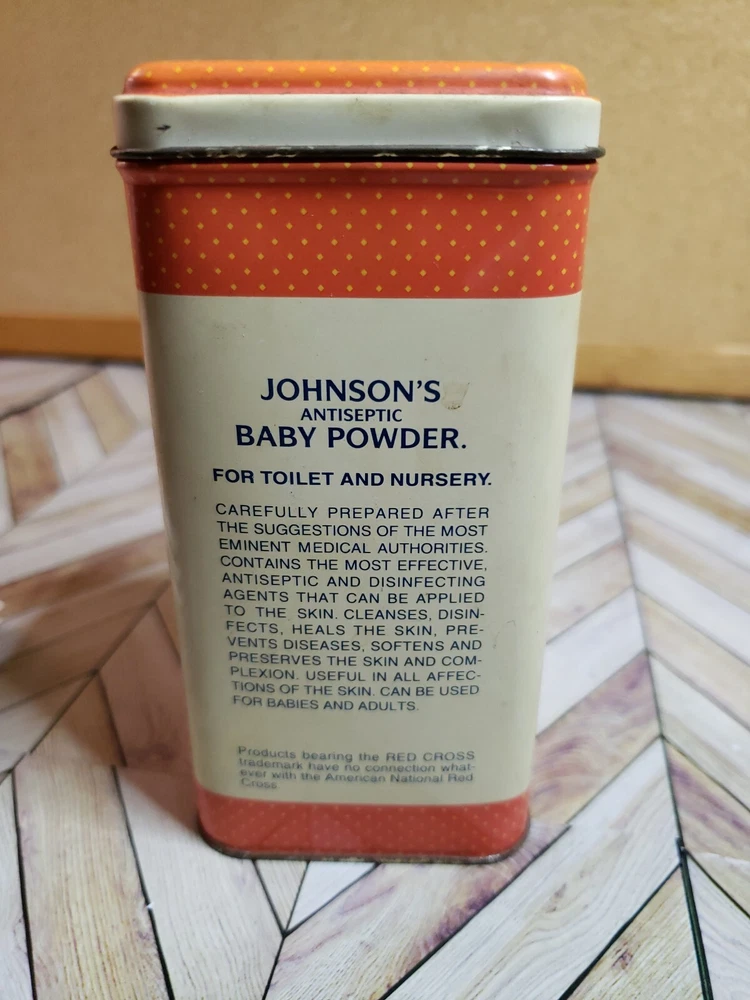 JOHNSON'S
ANTISEPTIC
BABY POWDER.
FOR TOILET AND NURSERY.
CAREFULLY PREPARED AFTER
THE SUGGESTIONS OF THE MOST
EMINENT MEDICAL AUTHORITIES.
CONTAINS THE MOST EFFECTIVE,
ANTISEPTIC AND DISINFECTING
AGENTS THAT CAN BE APPLIED
TO THE SKIN. CLEANSES, DISIN-
FECTS, HEALS THE SKIN, PRE-
VENTS DISEASES, SOFTENS AND
PRESERVES THE SKIN AND COM-
PLEXION. USEFUL IN ALL AFFEC-
TIONS OF THE SKIN. CAN BE USED
FOR BABIES AND ADULTS.
Products bearing the RED CROSS
trademark have no connection what-
ever with the American National Red
Cross